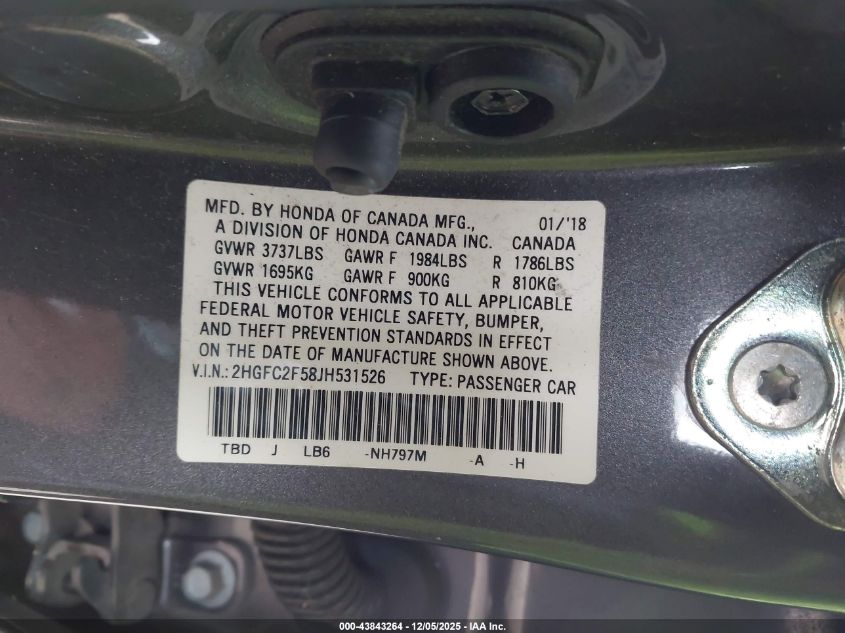 MFD. BY HONDA OF CANADA MFG., 01/'18
A DIVISION OF HONDA CANADA INC. CANADA
GVWR 3737LBS GAWR F 1984LBS R 1786LBS
GVWR 1695KG GAWR F 900KG R 810KG
THIS VEHICLE CONFORMS TO ALL APPLICABLE
FEDERAL MOTOR VEHICLE SAFETY, BUMPER,
AND THEFT PREVENTION STANDARDS IN EFFECT
ON THE DATE OF MANUFACTURE SHOWN ABOVE.
V.I.N.: 2HGFC2F58JH531526 TYPE: PASSENGER CAR
TBD J LB6 -NH797M -A -H
000-43843264 - 12/05/2025 - © IAA Inc.